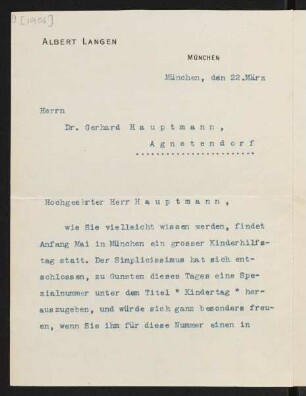 ) [1906]
ALBERT LANGEN
MÜNCHEN
München, den 22.März
Herrn
Dr. Gerhard Hauptmann,
Agnetendorf
Hochgeehrter Herr Hauptmann,
wie Sie vielleicht wissen werden, findet
Anfang Mai in München ein grosser Kinderhilfs-
tag statt. Der Simplicissimus hat sich ent-
schlossen, zu Gunsten dieses Tages eine Spe-
zialnummer unter dem Titel " Kindertag " her-
auszugeben, und würde sich ganz besonders freu-
en, wenn Sie ihm für diese Nummer einen in